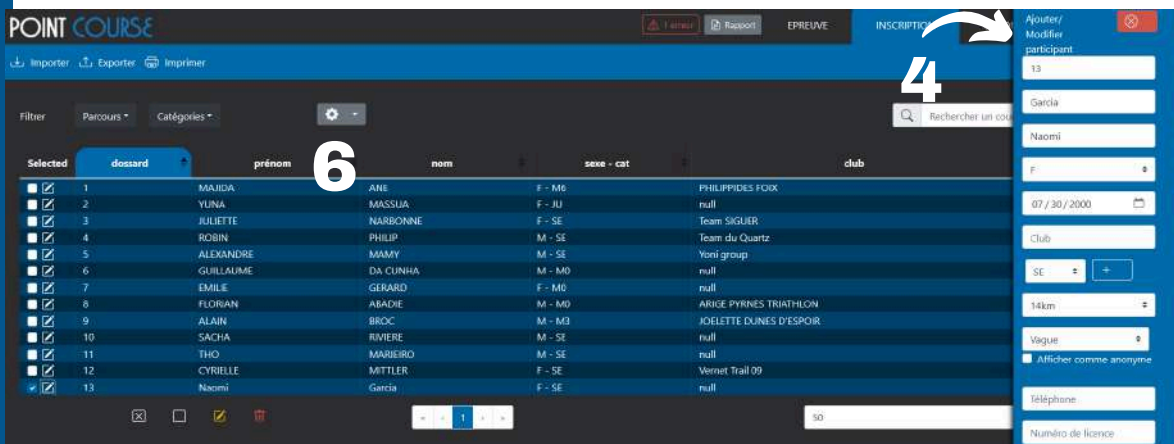 POINT COURSE
1 erreur Rapport EPREUVE INSCRIPTION
Importer Exporter Imprimer
Filtrer Parcours Catégories Rechercher un cou
4
6
Selected dossard prénom nom sexe - cat club
1 MAJIDA ANE F - M6 PHILIPPIDES FOIX
2 YUNA MASSUA F - JU null
3 JULIETTE NARBONNE F - SE Team SIGUER
4 ROBIN PHILIP M - SE Team du Quartz
5 ALEXANDRE MAMY M - SE Yoni group
6 GUILLAUME DA CUNHA M - M0 null
7 EMILIE GERARD F - M0 null
8 FLORIAN ABADIE M - M0 ARIGE PYRNES TRIATHLON
9 ALAIN BROC M - M3 JOELETTE DUNES D'ESPOIR
10 SACHA RIVIERE M - SE null
11 THO MARIEIRO M - SE null
12 CYRIELLE MITTLER F - SE Vernet Trail 09
13 Naomi Garcia F - SE null
« ‹ 1 › » 50
Ajouter/
Modifier
participant
13
Garcia
Naomi
F
07/30/2000
Club
SE +
14km
Vague
Afficher comme anonyme
Téléphone
Numéro de licence